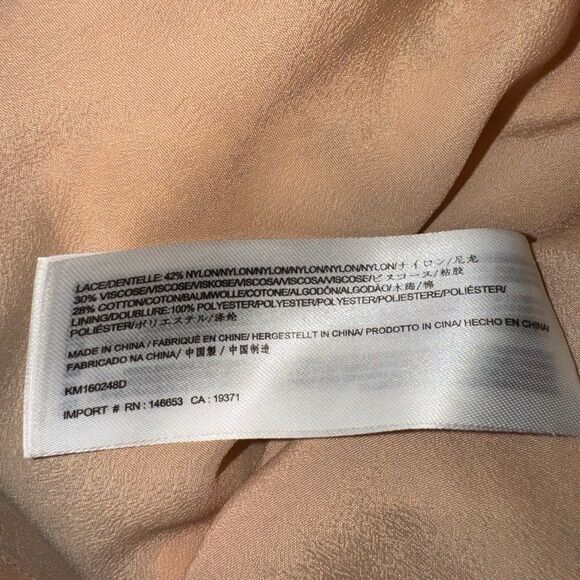 LACE/DENTELLE: 42% NYLON/NYLON/NYLON/NYLON/NYLON/NYLON/ナイロン/尼龙
30% VISCOSE/VISCOSE/VISKOSE/VISCOSA/VISCOSA/VISCOSE/ビスコース/粘胶
28% COTTON/COTON/BAUMWOLLE/COTONE/ALGODÓN/ALGODÃO/木绵/棉
LINING/DOUBLURE:100% POLYESTER/POLYESTER/POLYESTER/POLIESTERE/POLIÉSTER/
POLIÉSTER/ポリエステル/涤纶
MADE IN CHINA / FABRIQUÉ EN CHINE/ HERGESTELLT IN CHINA/ PRODOTTO IN CINA/ HECHO EN CHINA/
FABRICADO NA CHINA/ 中国製 / 中国制造
KM160248D
IMPORT # RN : 146653 CA : 19371